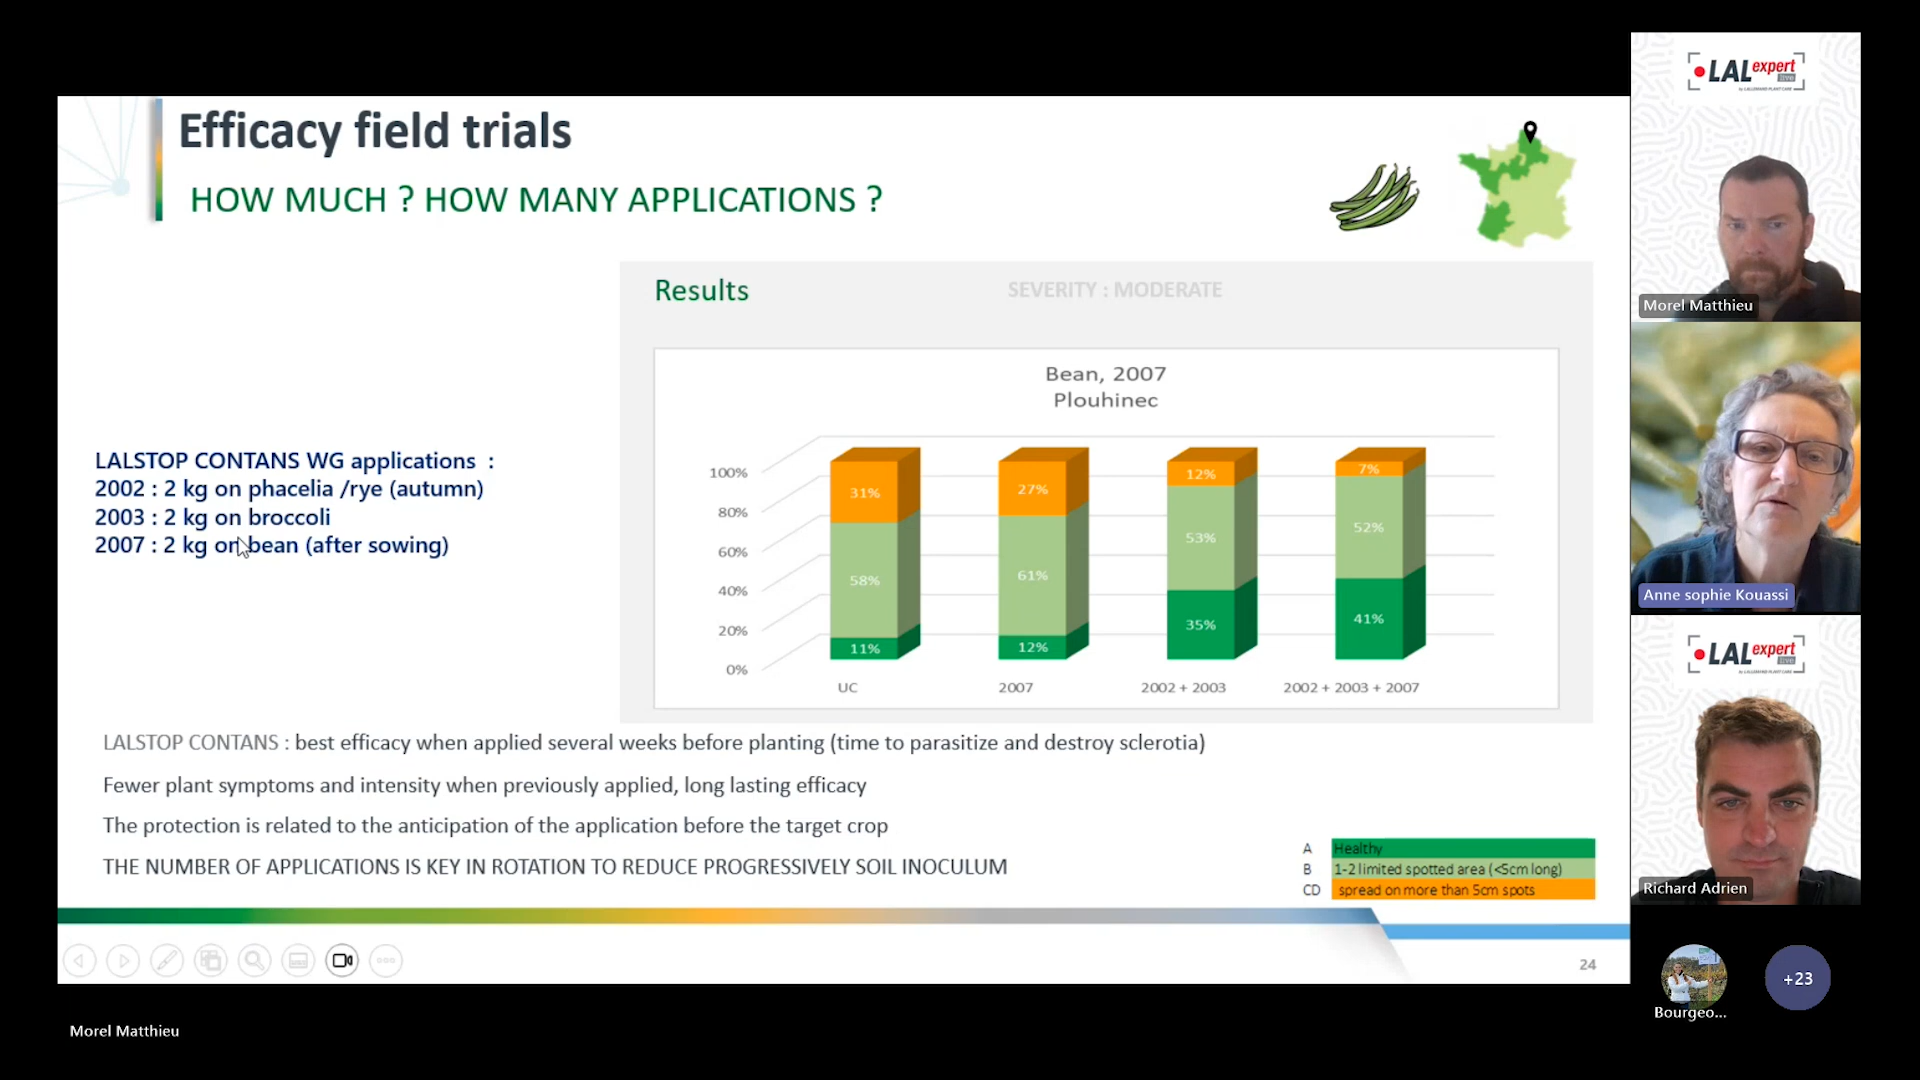 Efficacy field trials
HOW MUCH ? HOW MANY APPLICATIONS ?
LALSTOP CONTANS WG applications :
2002 : 2 kg on phacelia /rye (autumn)
2003 : 2 kg on broccoli
2007 : 2 kg on bean (after sowing)
Results
SEVERITY : MODERATE
Bean, 2007
Plouhinec
100%
80%
60%
40%
20%
0%
31%
58%
11%
27%
61%
12%
12%
53%
35%
7%
52%
41%
UC
2007
2002 + 2003
2002 + 2003 + 2007
LALSTOP CONTANS : best efficacy when applied several weeks before planting (time to parasitize and destroy sclerotia)
Fewer plant symptoms and intensity when previously applied, long lasting efficacy
The protection is related to the anticipation of the application before the target crop
THE NUMBER OF APPLICATIONS IS KEY IN ROTATION TO REDUCE PROGRESSIVELY SOIL INOCULUM
A Healthy
B 1-2 limited spotted area (<5cm long)
CD spread on more than 5cm spots
24
Morel Matthieu
LAL expert
Morel Matthieu
Anne sophie Kouassi
LAL expert
Richard Adrien
Bourgeo...
+23